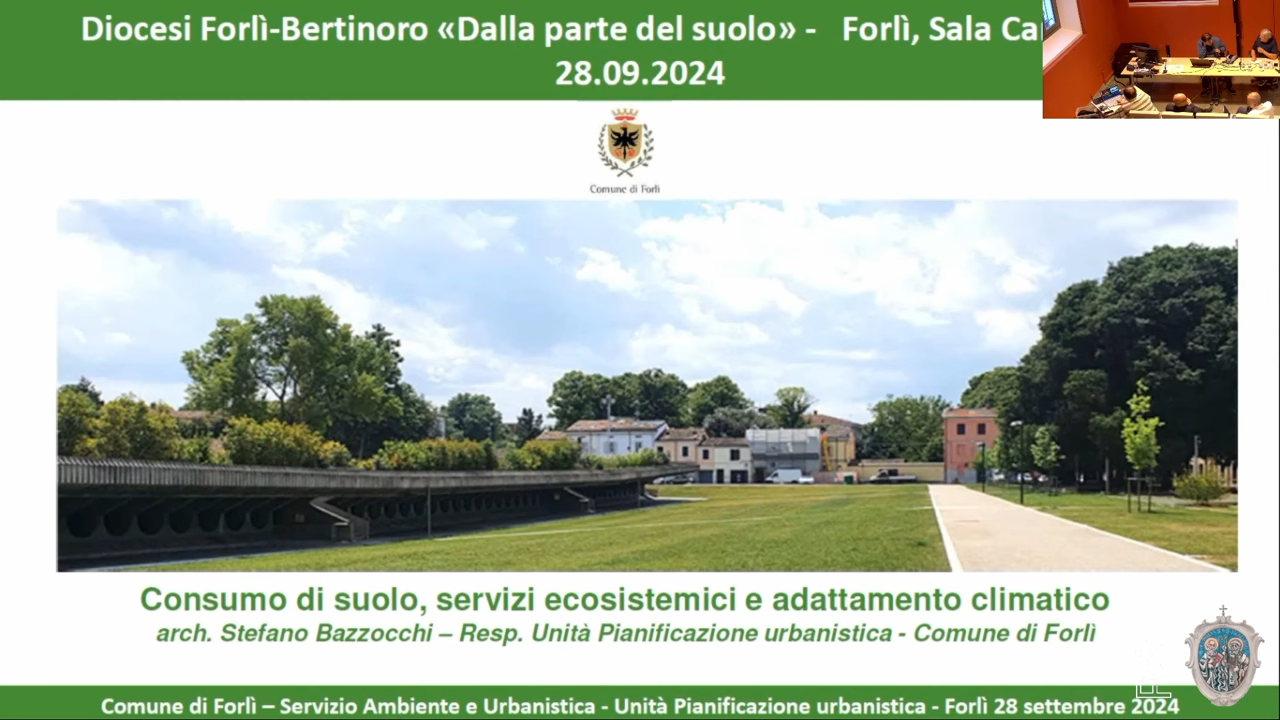 Diocesi Forlì-Bertinoro «Dalla parte del suolo» - Forlì, Sala
28.09.2024
Comune di Forlì
Consumo di suolo, servizi ecosistemici e adattamento climatico
arch. Stefano Bazzocchi – Resp. Unità Pianificazione urbanistica - Comune di Forlì
Comune di Forlì – Servizio Ambiente e Urbanistica - Unità Pianificazione urbanistica - Forlì 28 settembre 2024